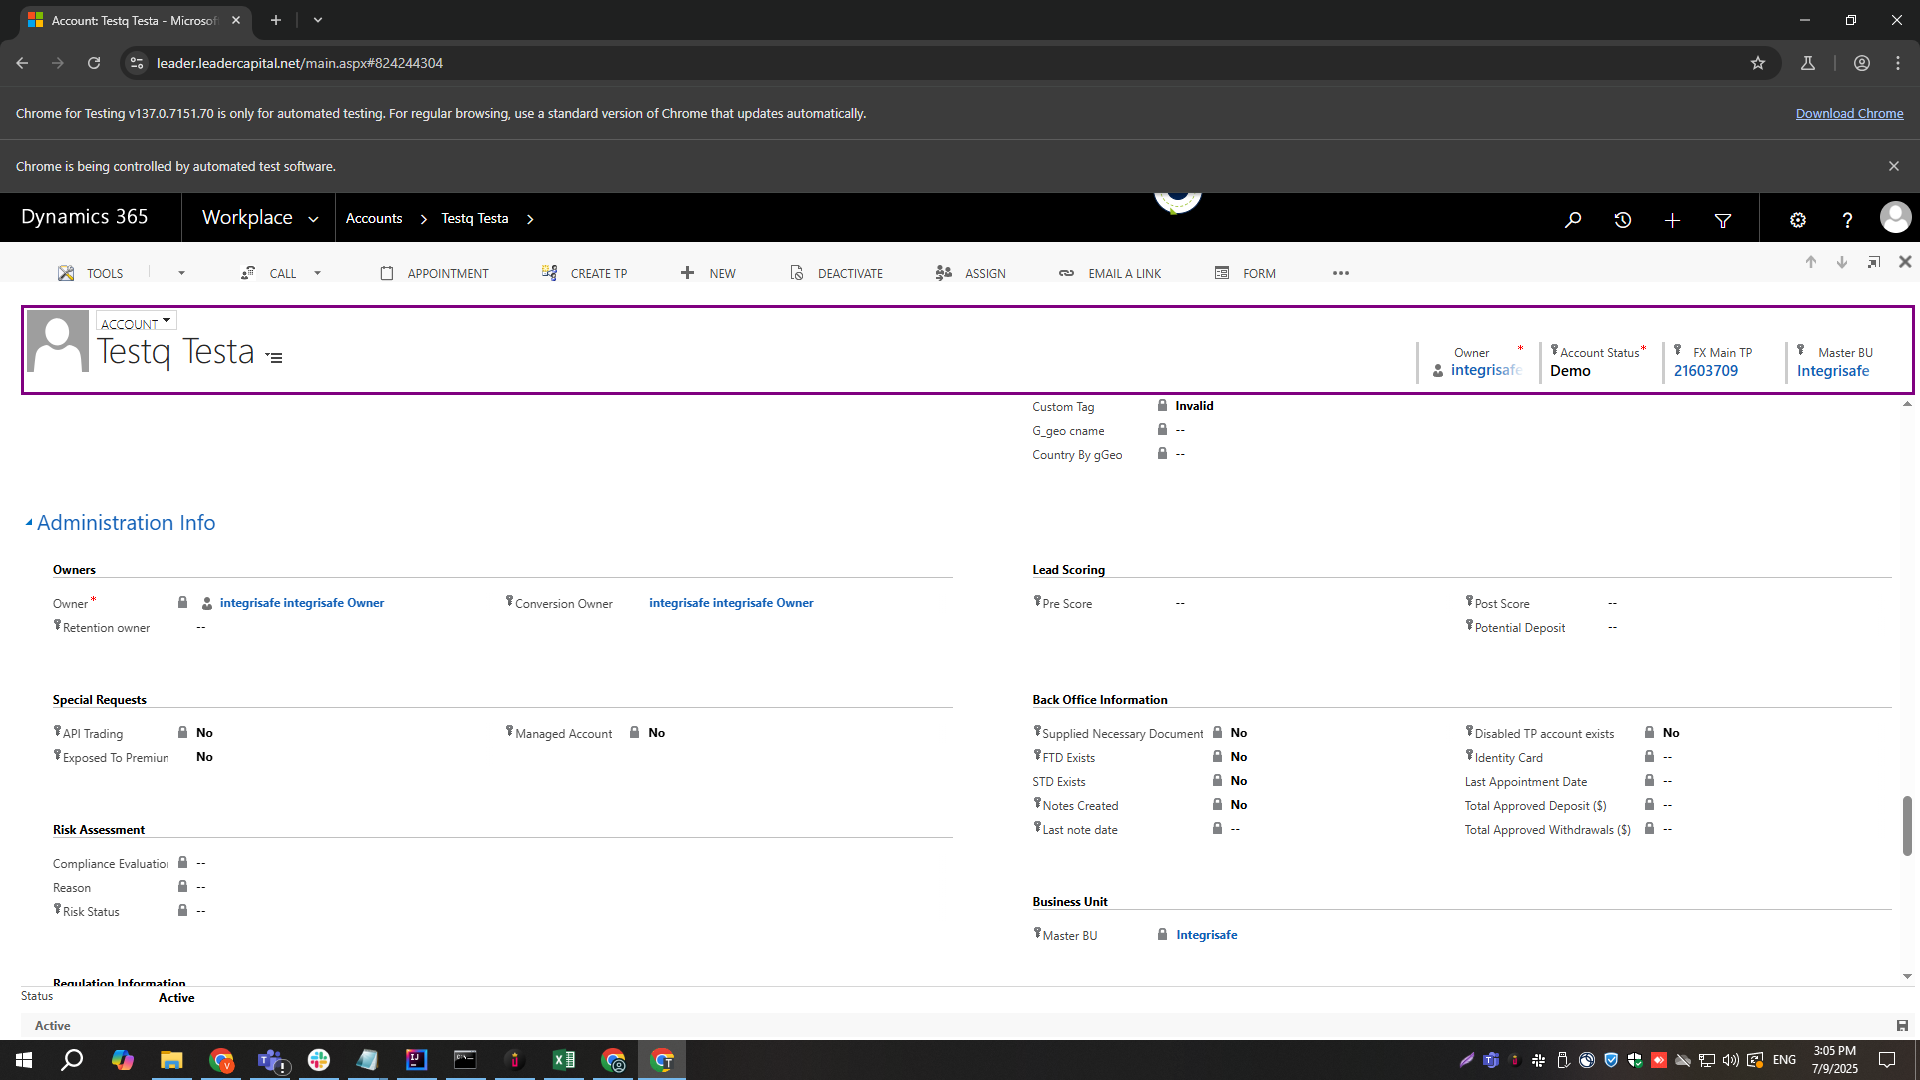 Account: Testq Testa - Microsof
leader.leadercapital.net/main.aspx#824244304
Chrome for Testing v137.0.7151.70 is only for automated testing. For regular browsing, use a standard version of Chrome that updates automatically.
Download Chrome
Chrome is being controlled by automated test software.
Dynamics 365
Workplace
Accounts
Testq Testa
TOOLS
CALL
APPOINTMENT
CREATE TP
NEW
DEACTIVATE
ASSIGN
EMAIL A LINK
FORM
ACCOUNT
Testq Testa
Owner *
integrisafe
Account Status *
Demo
FX Main TP
21603709
Master BU
Integrisafe
Custom Tag Invalid
G_geo cname --
Country By gGeo --
Administration Info
Owners
Owner * integrisafe integrisafe Owner
Conversion Owner integrisafe integrisafe Owner
Retention owner --
Lead Scoring
Pre Score --
Post Score --
Potential Deposit --
Special Requests
API Trading No
Managed Account No
Exposed To Premiun No
Back Office Information
Supplied Necessary Document No
Disabled TP account exists No
FTD Exists No
Identity Card --
STD Exists No
Last Appointment Date --
Notes Created No
Total Approved Deposit ($) --
Last note date --
Total Approved Withdrawals ($) --
Risk Assessment
Compliance Evaluatio --
Reason --
Risk Status --
Business Unit
Master BU Integrisafe
Regulation Information
Status Active
Active
ENG
3:05 PM
7/9/2025